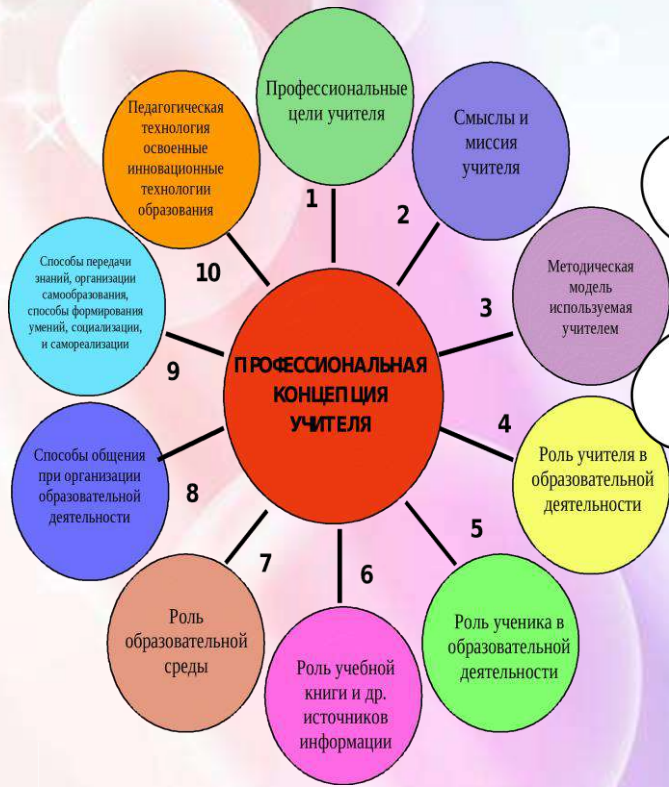 ПРОФЕССИОНАЛЬНАЯ
КОНЦЕПЦИЯ
УЧИТЕЛЯ
1
Профессиональные
цели учителя
2
Смыслы и
миссия
учителя
3
Методическая
модель
используемая
учителем
4
Роль учителя в
образовательной
деятельности
5
Роль ученика в
образовательной
деятельности
6
Роль учебной
книги и др.
источников
информации
7
Роль
образовательной
среды
8
Способы общения
при организации
образовательной
деятельности
9
Способы передачи
знаний, организации
самообразования,
способы формирования
умений, социализации,
и самореализации
10
Педагогическая
технология
освоенные
инновационные
технологии
образования